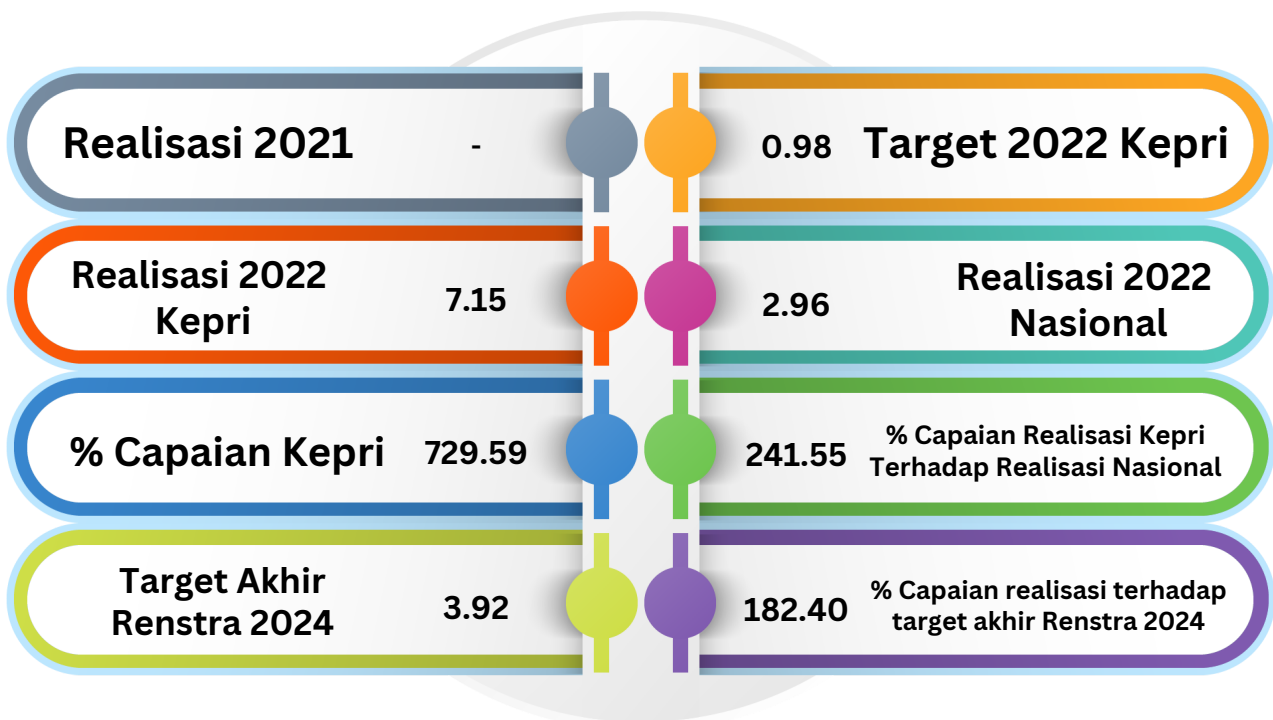 Realisasi 2021
-
0.98
Target 2022 Kepri
Realisasi 2022
Kepri
7.15
2.96
Realisasi 2022
Nasional
% Capaian Kepri
729.59
241.55
% Capaian Realisasi Kepri
Terhadap Realisasi Nasional
Target Akhir
Renstra 2024
3.92
182.40
% Capaian realisasi terhadap
target akhir Renstra 2024